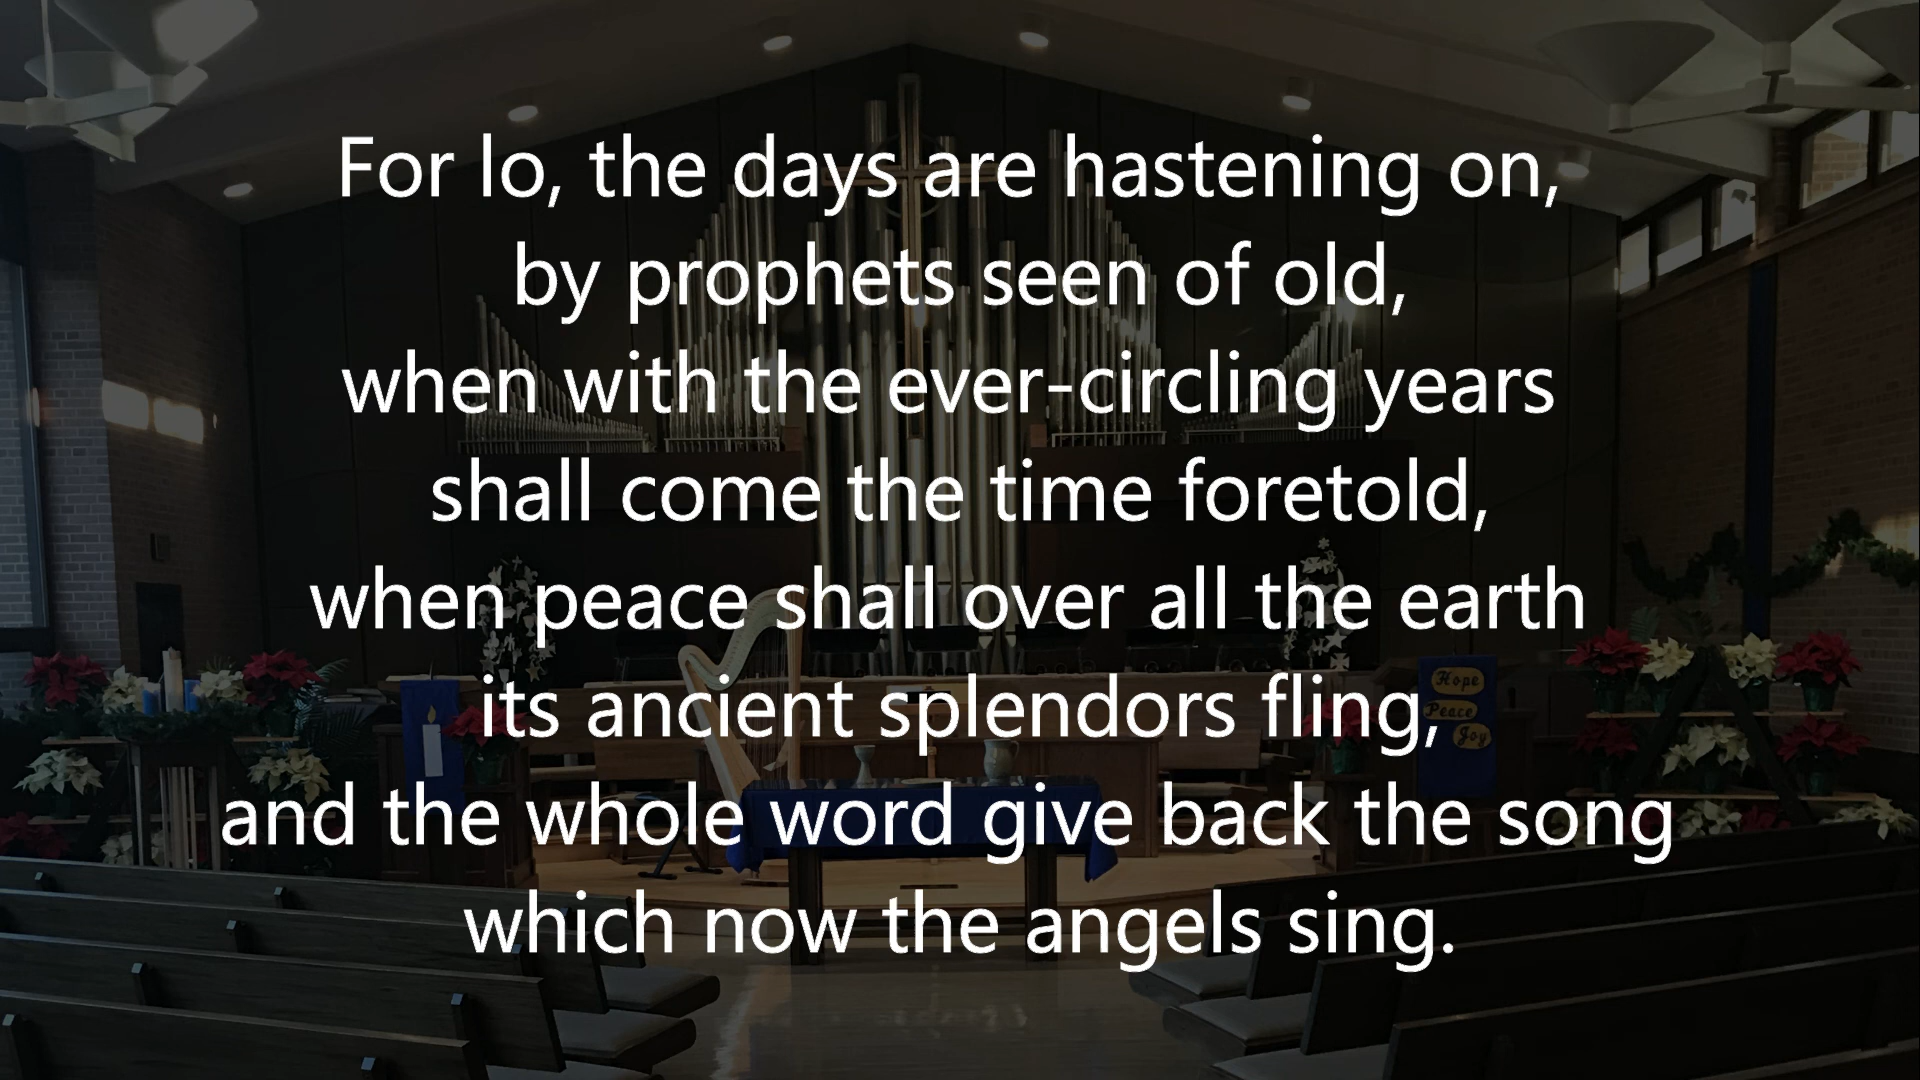 For lo, the days are hastening on,
by prophets seen of old,
when with the ever-circling years
shall come the time foretold,
when peace shall over all the earth
its ancient splendors fling,
and the whole word give back the song
which now the angels sing.
Hope
Peace
Joy